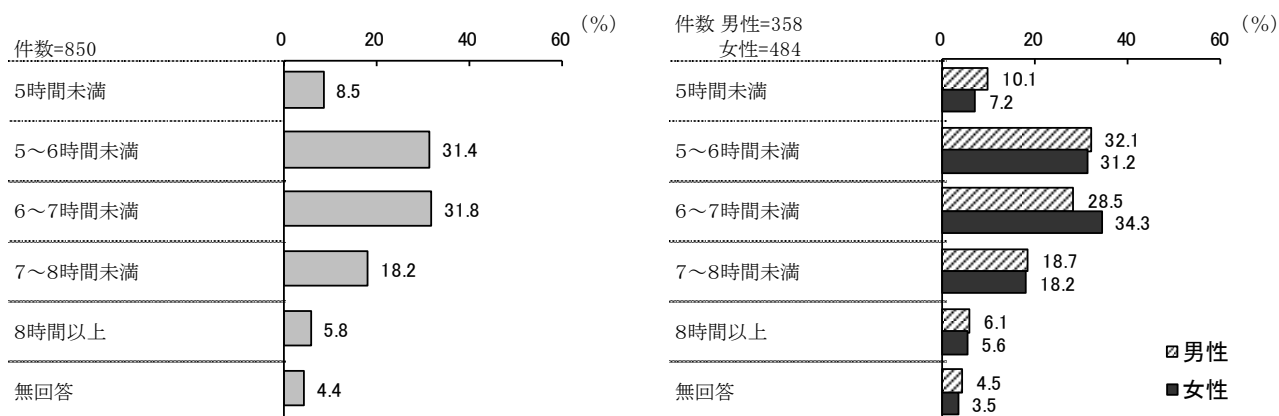 (%)
件数=850
0 20 40 60
5時間未満 8.5
5～6時間未満 31.4
6～7時間未満 31.8
7～8時間未満 18.2
8時間以上 5.8
無回答 4.4
(%)
件数 男性=358
女性=484
0 20 40 60
5時間未満 10.1
7.2
5～6時間未満 32.1
31.2
6～7時間未満 28.5
34.3
7～8時間未満 18.7
18.2
8時間以上 6.1
5.6
無回答 4.5
3.5
男性
女性